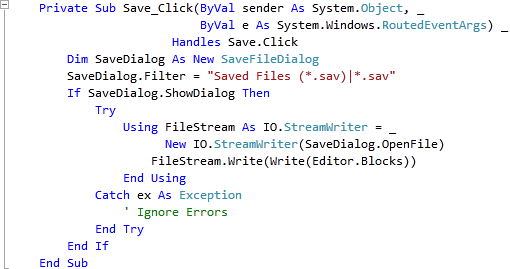 Private Sub Save_Click(ByVal sender As System.Object, _
ByVal e As System.Windows.RoutedEventArgs) _
Handles Save.Click
Dim SaveDialog As New SaveFileDialog
SaveDialog.Filter = "Saved Files (*.sav)|*.sav"
If SaveDialog.ShowDialog Then
Try
Using FileStream As IO.StreamWriter = _
New IO.StreamWriter(SaveDialog.OpenFile)
FileStream.Write(Write(Editor.Blocks))
End Using
Catch ex As Exception
' Ignore Errors
End Try
End If
End Sub